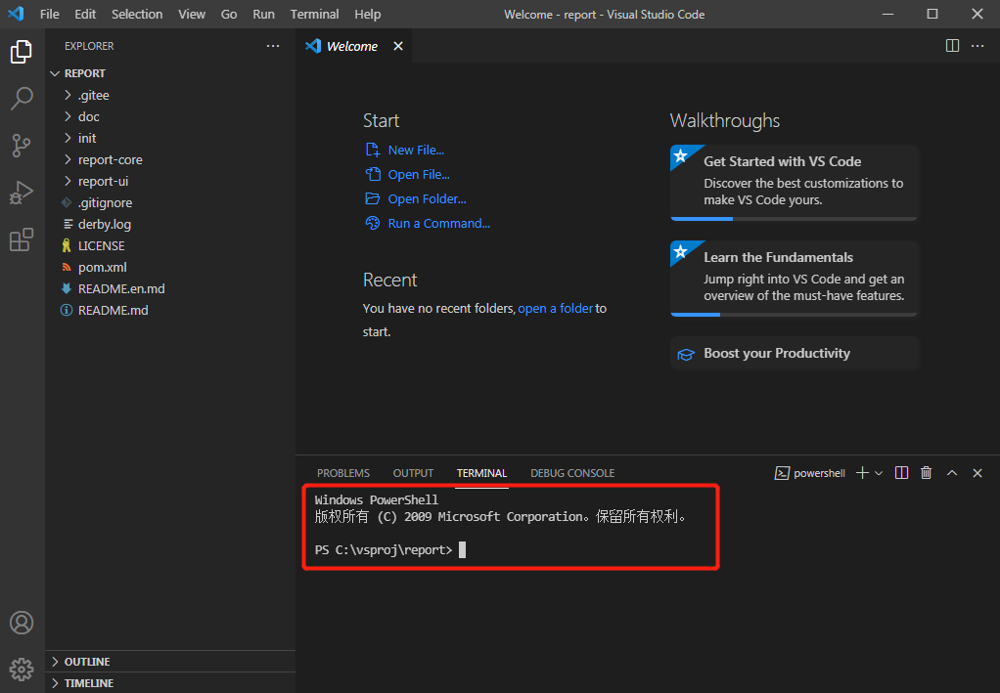 File Edit Selection View Go Run Terminal Help
Welcome - report - Visual Studio Code
EXPLORER
REPORT
.gitee
doc
init
report-core
report-ui
.gitignore
derby.log
LICENSE
pom.xml
README.en.md
README.md
OUTLINE
TIMELINE
Welcome
Start
New File...
Open File...
Open Folder...
Run a Command...
Recent
You have no recent folders, open a folder to
start.
Walkthroughs
Get Started with VS Code
Discover the best customizations to
make VS Code yours.
Learn the Fundamentals
Jump right into VS Code and get an
overview of the must-have features.
Boost your Productivity
PROBLEMS OUTPUT TERMINAL DEBUG CONSOLE
powershell
Windows PowerShell
版权所有 (C) 2009 Microsoft Corporation。保留所有权利。
PS C:\vsproj\report>